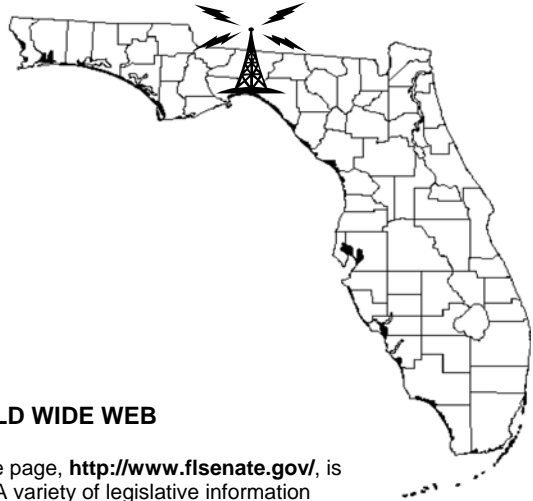 LD WIDE WEB
e page, http://www.flsenate.gov/, is
A variety of legislative information